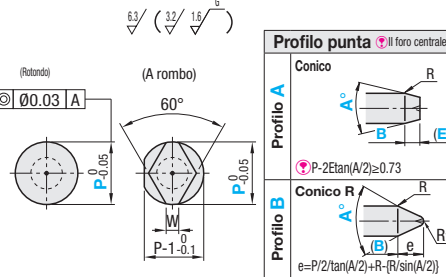 6.3 ( 3.2 1.6 G )
(Rotondo)
(A rombo)
◎ Ø0.03 A
60°
P 0 -0.05
P 0 -0.05
W
P-1 0 -0.1
Profilo punta Il foro centrale
Profilo A
Conico
R
A°
B
(E
P-2Etan(A/2)≥0.73
Profilo B
Conico R
R
A°
R
(B) e
e=P/2/tan(A/2)+R-{R/sin(A/2)}